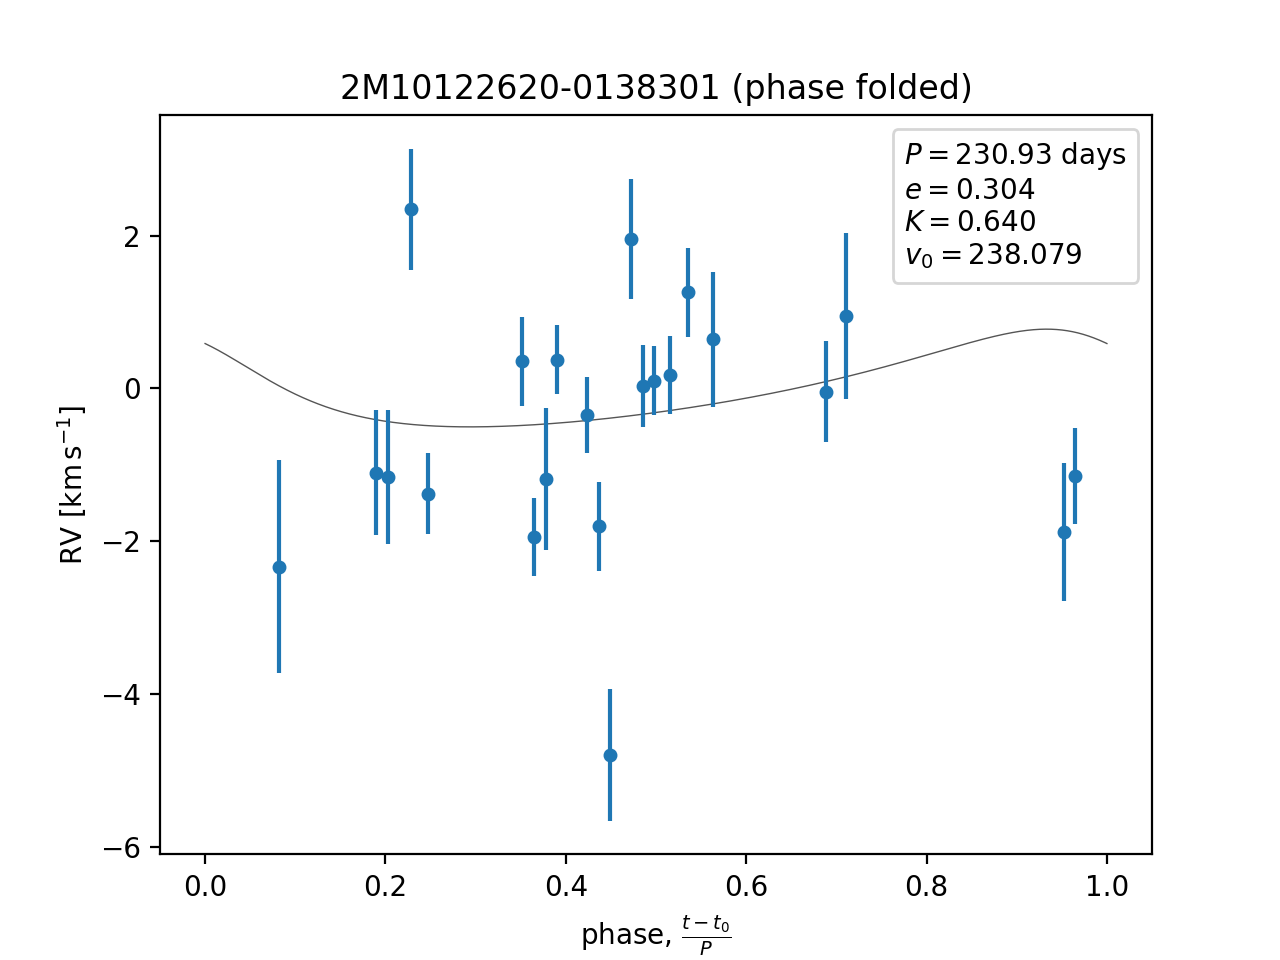 2M10122620-0138301 (phase folded)
P = 230.93 days
e = 0.304
K = 0.640
v₀ = 238.079
RV [km s⁻¹]
2
0
−2
−4
−6
0.0 0.2 0.4 0.6 0.8 1.0
phase, (t − t₀)/P